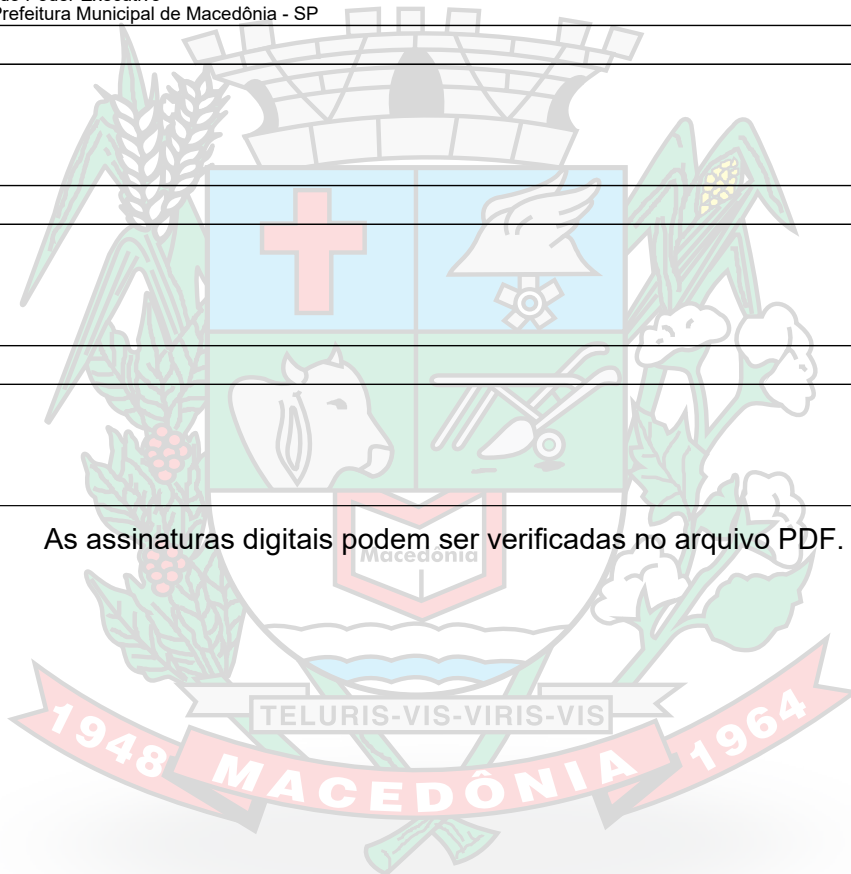 Prefeitura Municipal de Macedônia - SP
As assinaturas digitais podem ser verificadas no arquivo PDF.
Macedônia
TELURIS-VIS-VIRIS-VIS
1948 MACEDÔNIA 1964